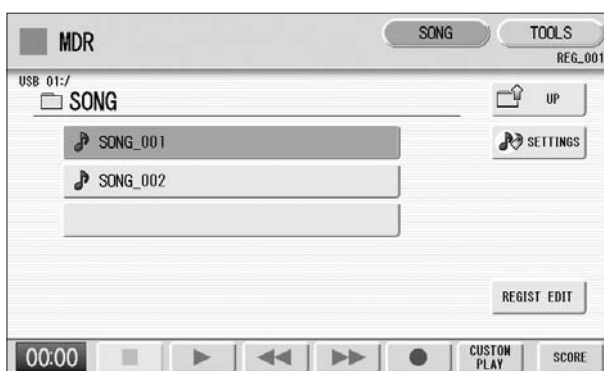 MDR
SONG
TOOLS
REG_001
USB 01:/
SONG
UP
SONG_001
SETTINGS
SONG_002
REGIST EDIT
00:00
CUSTOM
PLAY
SCORE